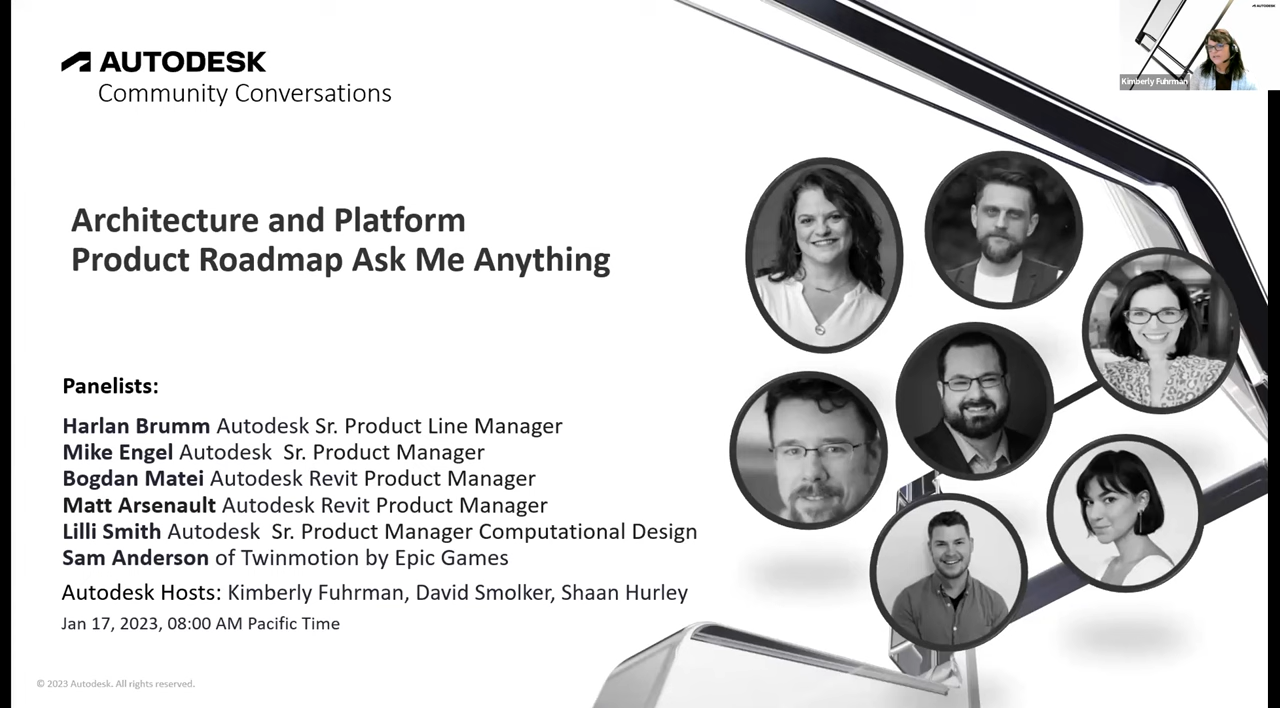 AUTODESK
Community Conversations
AUTODESK
Kimberly Fuhrman
Architecture and Platform
Product Roadmap Ask Me Anything
Panelists:
Harlan Brumm Autodesk Sr. Product Line Manager
Mike Engel Autodesk  Sr. Product Manager
Bogdan Matei Autodesk Revit Product Manager
Matt Arsenault Autodesk Revit Product Manager
Lilli Smith Autodesk  Sr. Product Manager Computational Design
Sam Anderson of Twinmotion by Epic Games
Autodesk Hosts: Kimberly Fuhrman, David Smolker, Shaan Hurley
Jan 17, 2023, 08:00 AM Pacific Time
© 2023 Autodesk. All rights reserved.